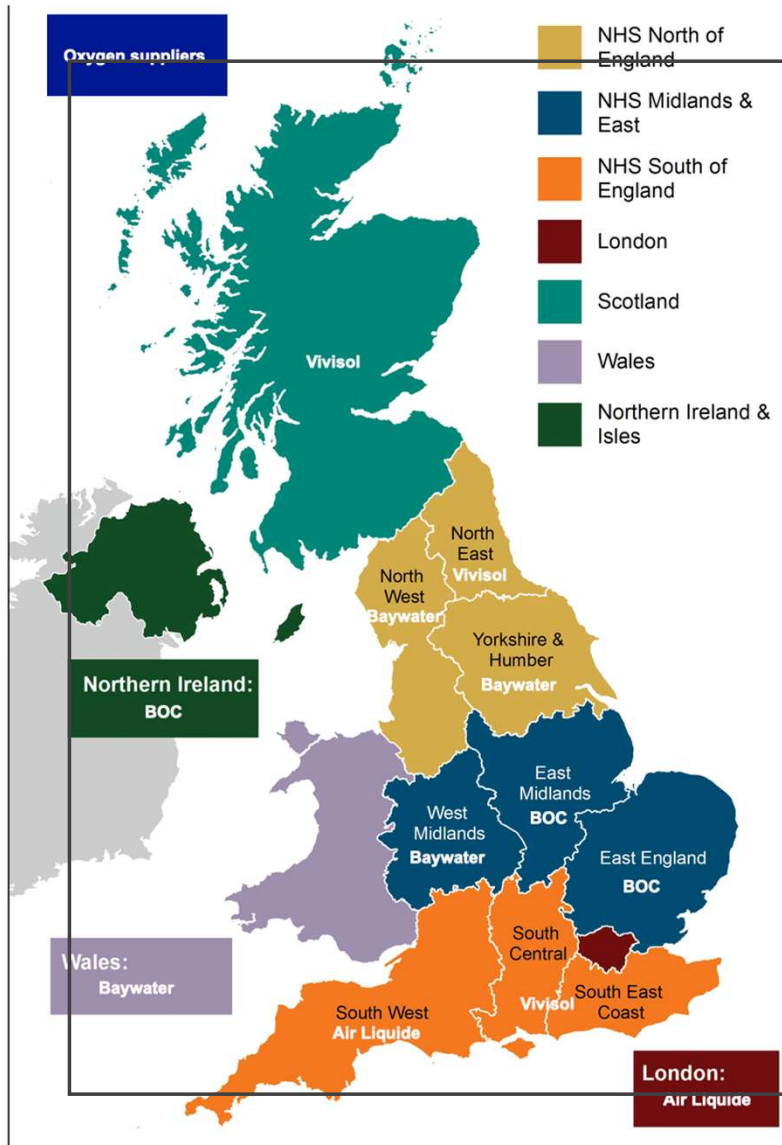 Oxygen suppliers
NHS North of
England
NHS Midlands &
East
NHS South of
England
London
Scotland
Wales
Northern Ireland &
Isles
Vivisol
North
East
Vivisol
North
West
Baywater
Yorkshire &
Humber
Baywater
Northern Ireland:
BOC
East
Midlands
BOC
West
Midlands
Baywater
East England
BOC
Wales:
Baywater
South
Central
Vivisol
South East
Coast
South West
Air Liquide
London:
Air Liquide